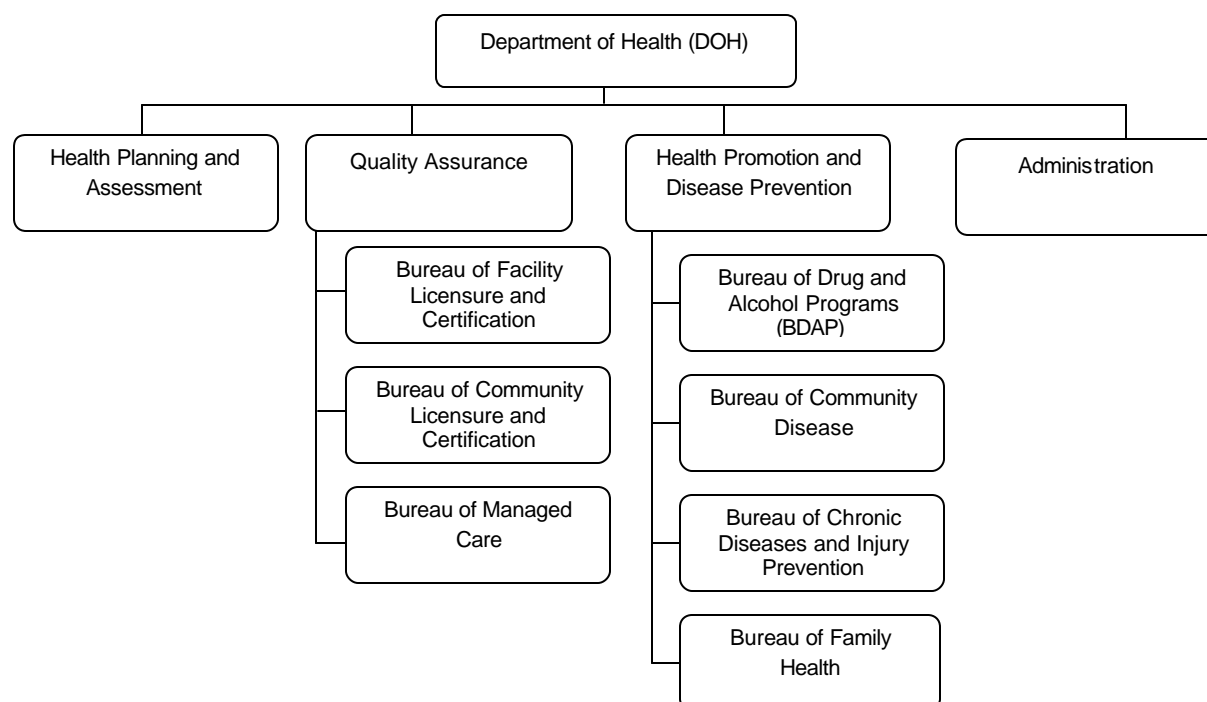 Department of Health (DOH)
Health Planning and
Assessment
Quality Assurance
Health Promotion and
Disease Prevention
Administration
Bureau of Facility
Licensure and
Certification
Bureau of Community
Licensure and
Certification
Bureau of Managed
Care
Bureau of Drug and
Alcohol Programs
(BDAP)
Bureau of Community
Disease
Bureau of Chronic
Diseases and Injury
Prevention
Bureau of Family
Health